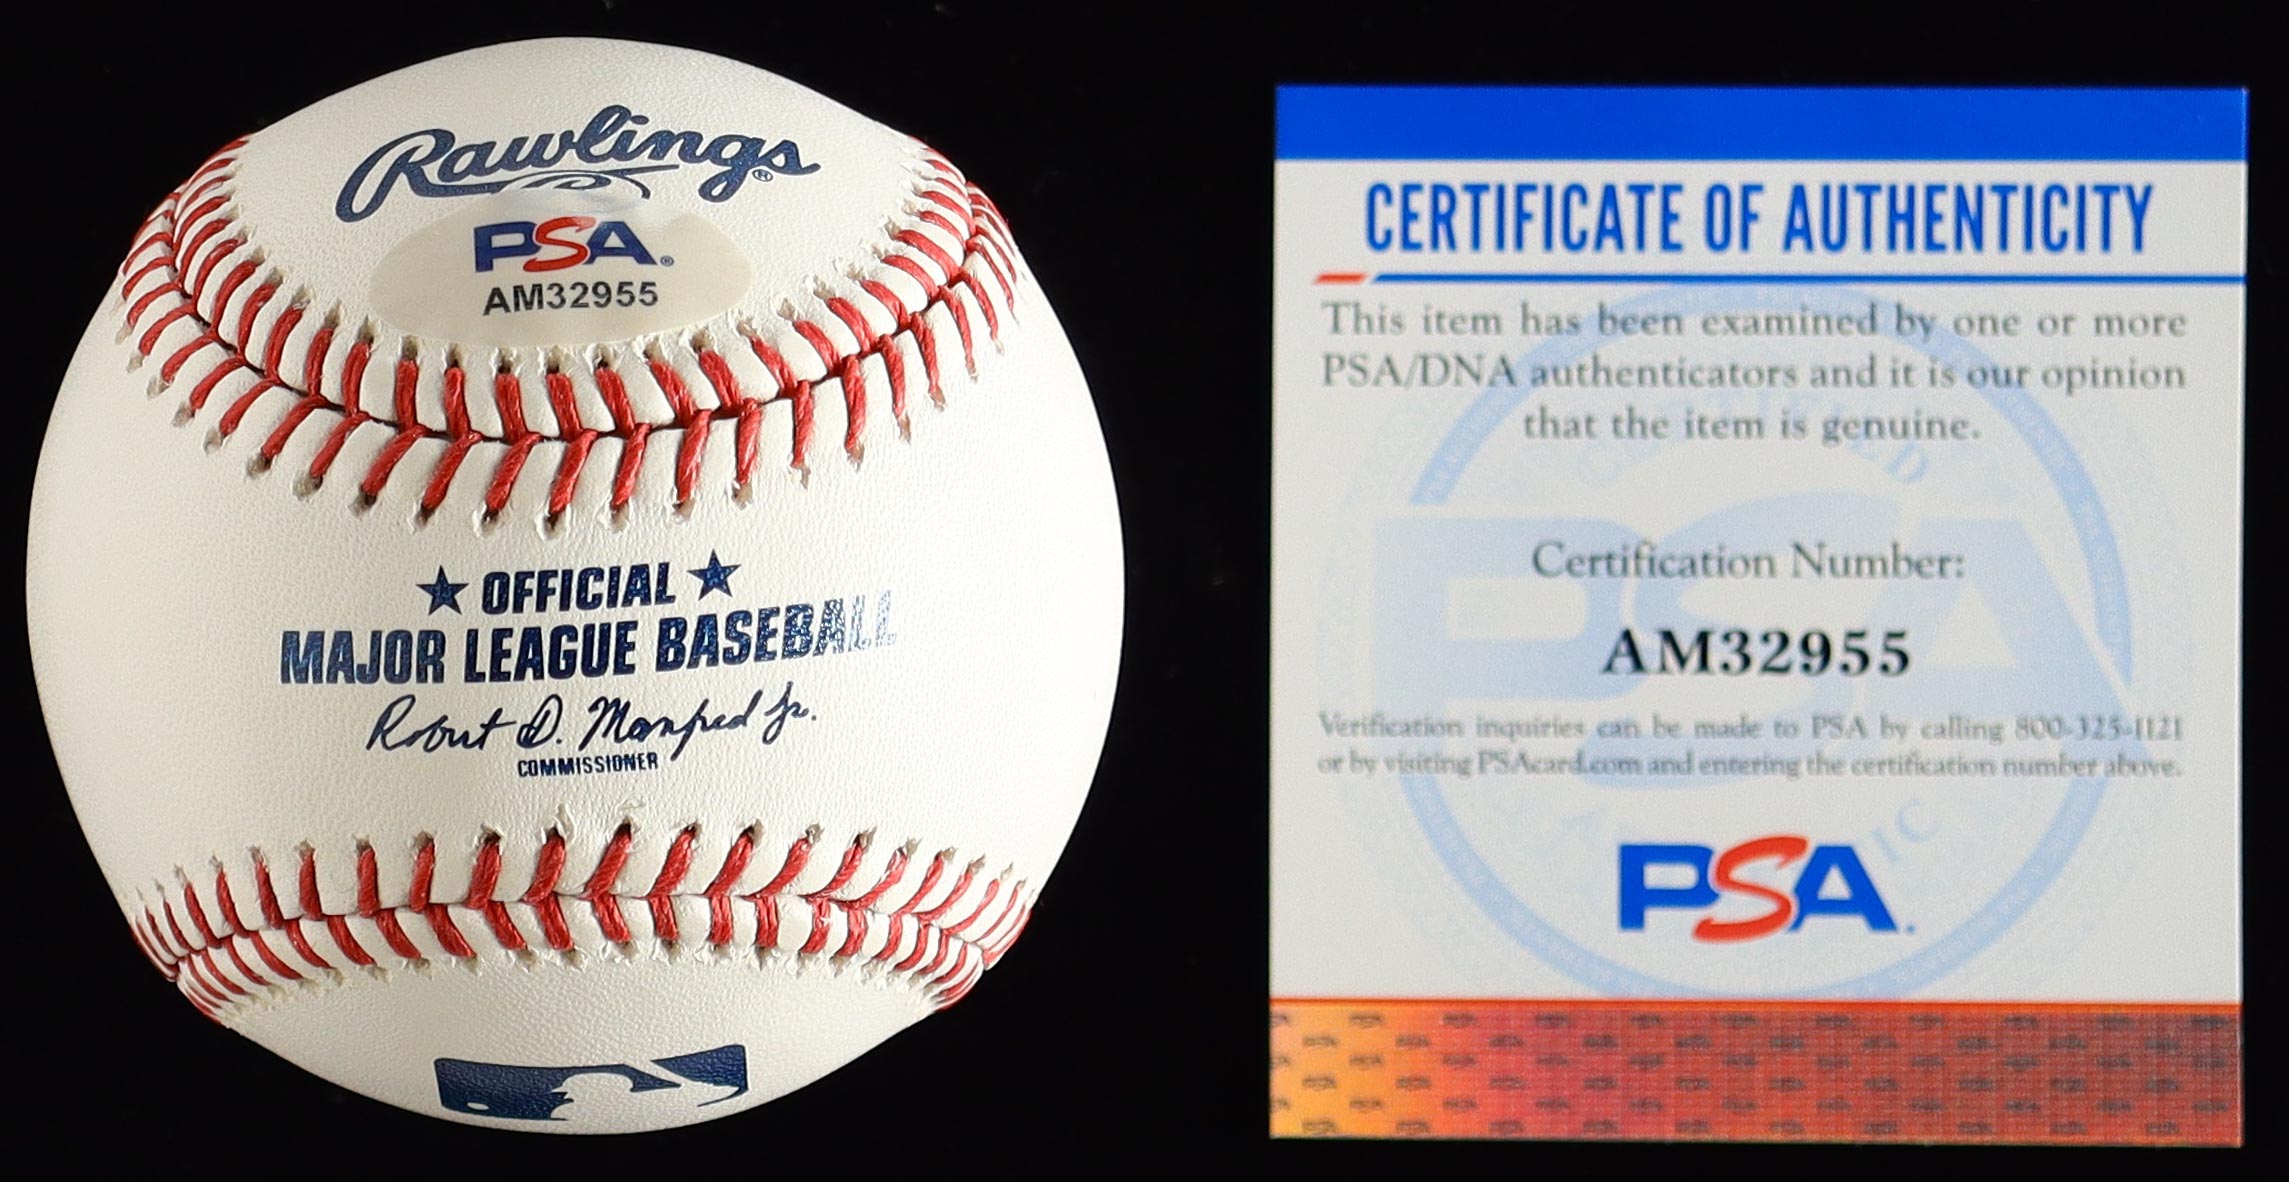 Rawlings®
PSA®
AM32955
★ OFFICIAL ★
MAJOR LEAGUE BASEBALL
Robert D. Manfred Jr.
COMMISSIONER
CERTIFICATE OF AUTHENTICITY
This item has been examined by one or more
PSA/DNA authenticators and it is our opinion
that the item is genuine.
Certification Number:
AM32955
Verification inquiries can be made to PSA by calling 800-325-1121
or by visiting PSAcard.com and entering the certification number above.
PSA